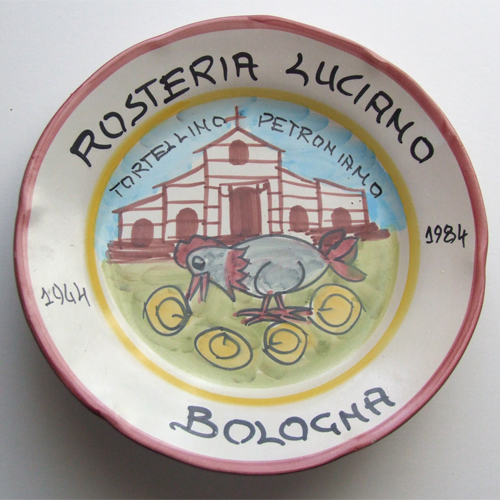 ROSTERIA LUCIANO
TORTELLINO PETRONIANO
1944
1984
BOLOGNA